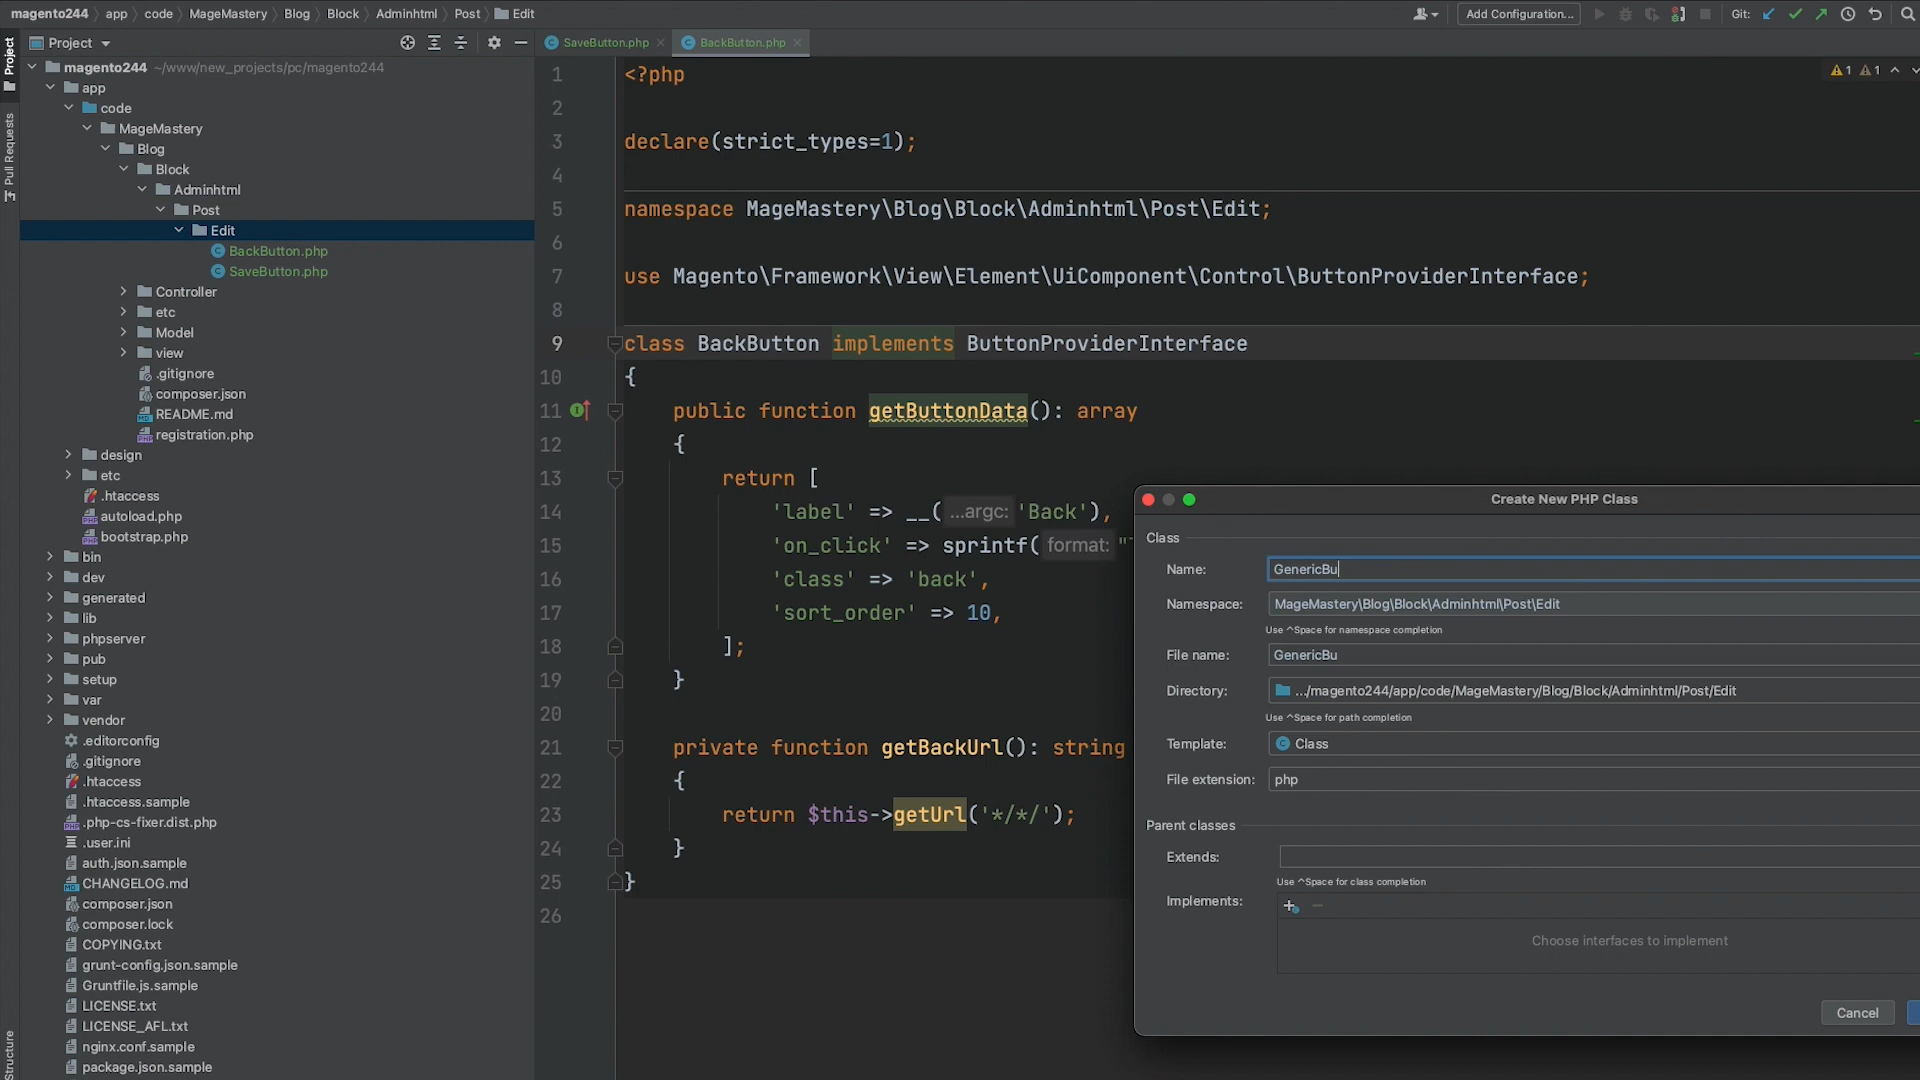 magento244 app code MageMastery Blog Block Adminhtml Post Edit
Add Configuration...
Git:
Project
SaveButton.php
BackButton.php
Project
Pull Requests
Structure
magento244 ~/www/new_projects/pc/magento244
app
code
MageMastery
Blog
Block
Adminhtml
Post
Edit
BackButton.php
SaveButton.php
Controller
etc
Model
view
.gitignore
composer.json
README.md
registration.php
design
etc
.htaccess
autoload.php
bootstrap.php
bin
dev
generated
lib
phpserver
pub
setup
var
vendor
.editorconfig
.gitignore
.htaccess
.htaccess.sample
.php-cs-fixer.dist.php
.user.ini
auth.json.sample
CHANGELOG.md
composer.json
composer.lock
COPYING.txt
grunt-config.json.sample
Gruntfile.js.sample
LICENSE.txt
LICENSE_AFL.txt
nginx.conf.sample
package.json.sample
1 1
1 <?php
2
3 declare(strict_types=1);
4
5 namespace MageMastery\Blog\Block\Adminhtml\Post\Edit;
6
7 use Magento\Framework\View\Element\UiComponent\Control\ButtonProviderInterface;
8
9 class BackButton implements ButtonProviderInterface
10 {
11 public function getButtonData(): array
12 {
13 return [
14 'label' => __( ...argc: 'Back'),
15 'on_click' => sprintf( format: "
16 'class' => 'back',
17 'sort_order' => 10,
18 ];
19 }
20
21 private function getBackUrl(): string
22 {
23 return $this->getUrl('*/*/');
24 }
25 }
26
Create New PHP Class
Class
Name: GenericBu
Namespace: MageMastery\Blog\Block\Adminhtml\Post\Edit
Use ^Space for namespace completion
File name: GenericBu
Directory: .../magento244/app/code/MageMastery/Blog/Block/Adminhtml/Post/Edit
Use ^Space for path completion
Template: Class
File extension: php
Parent classes
Extends:
Use ^Space for class completion
Implements:
Choose interfaces to implement
Cancel